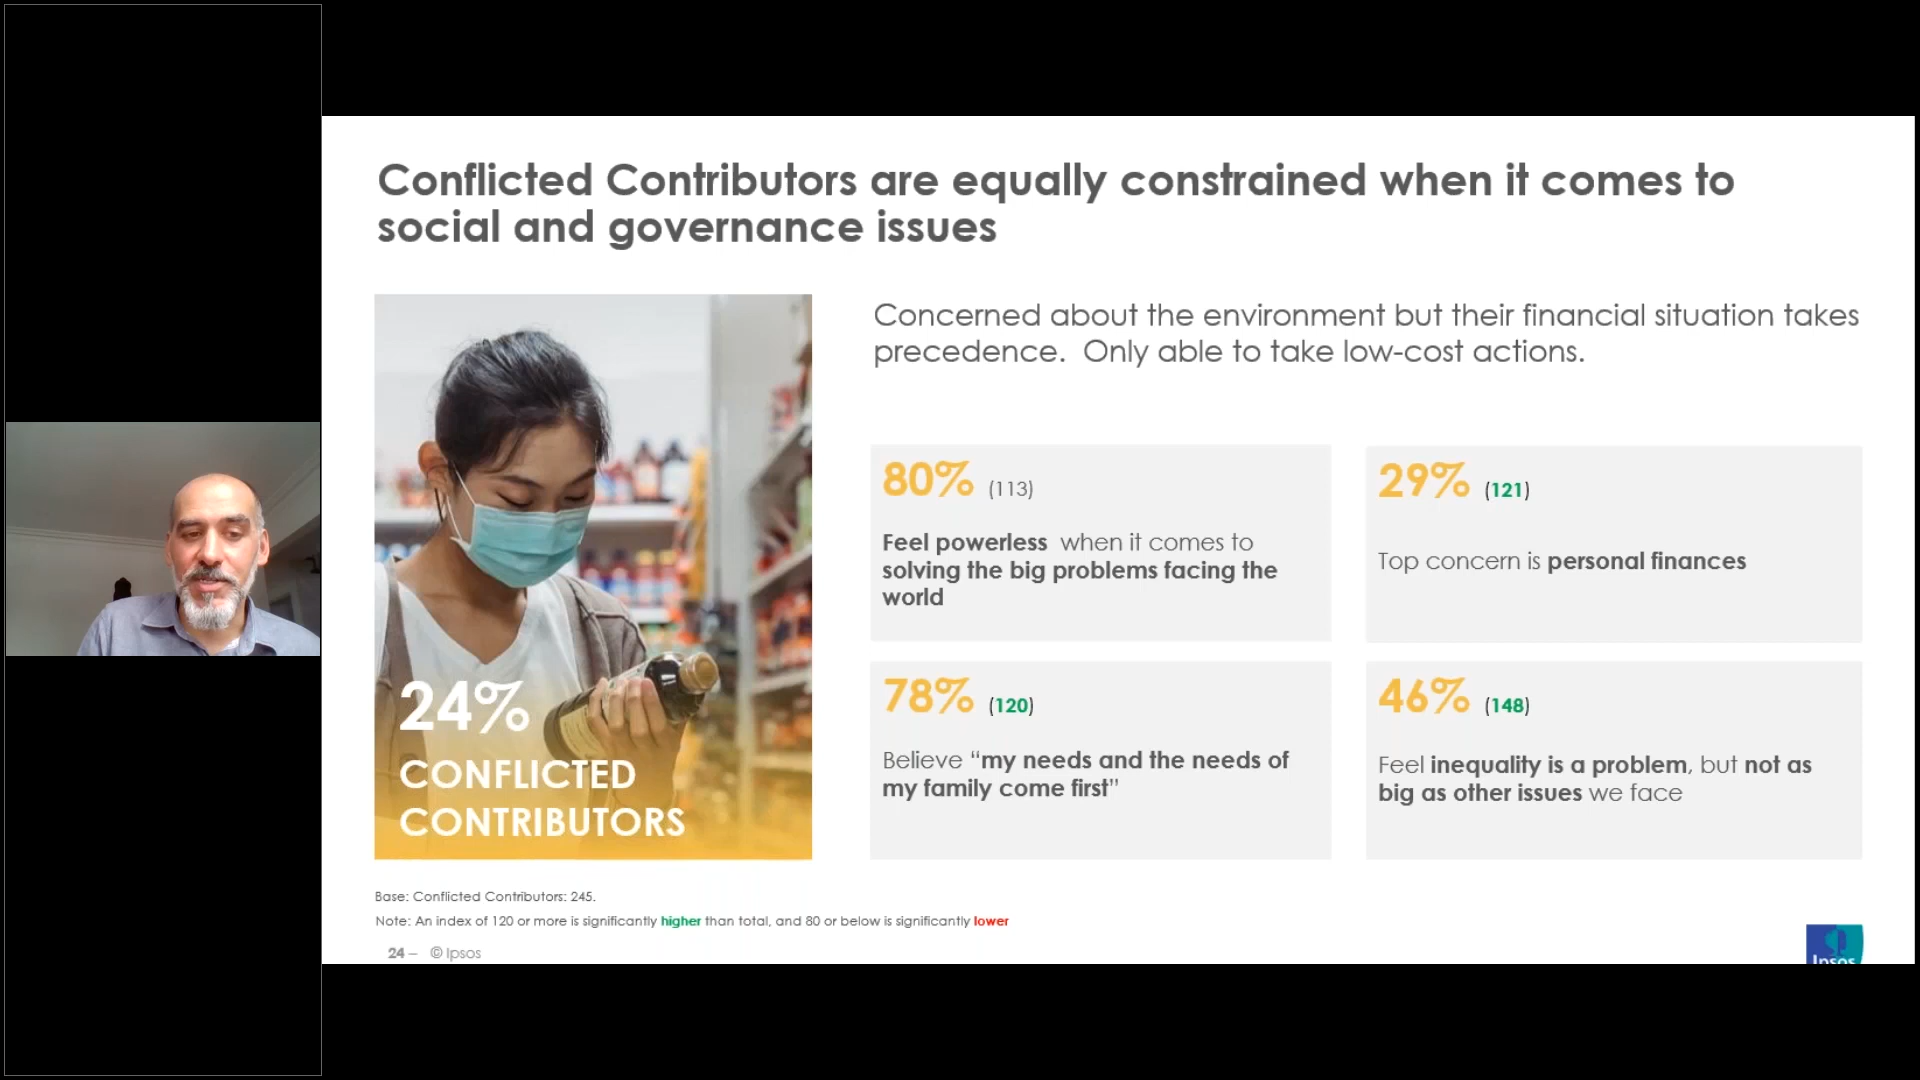 Conflicted Contributors are equally constrained when it comes to
social and governance issues
Concerned about the environment but their financial situation takes
precedence. Only able to take low-cost actions.
24%
CONFLICTED
CONTRIBUTORS
80% (113)
Feel powerless when it comes to
solving the big problems facing the
world
29% (121)
Top concern is personal finances
78% (120)
Believe “my needs and the needs of
my family come first”
46% (148)
Feel inequality is a problem, but not as
big as other issues we face
Base: Conflicted Contributors: 245.
Note: An index of 120 or more is significantly higher than total, and 80 or below is significantly lower
24 – © Ipsos
Ipsos